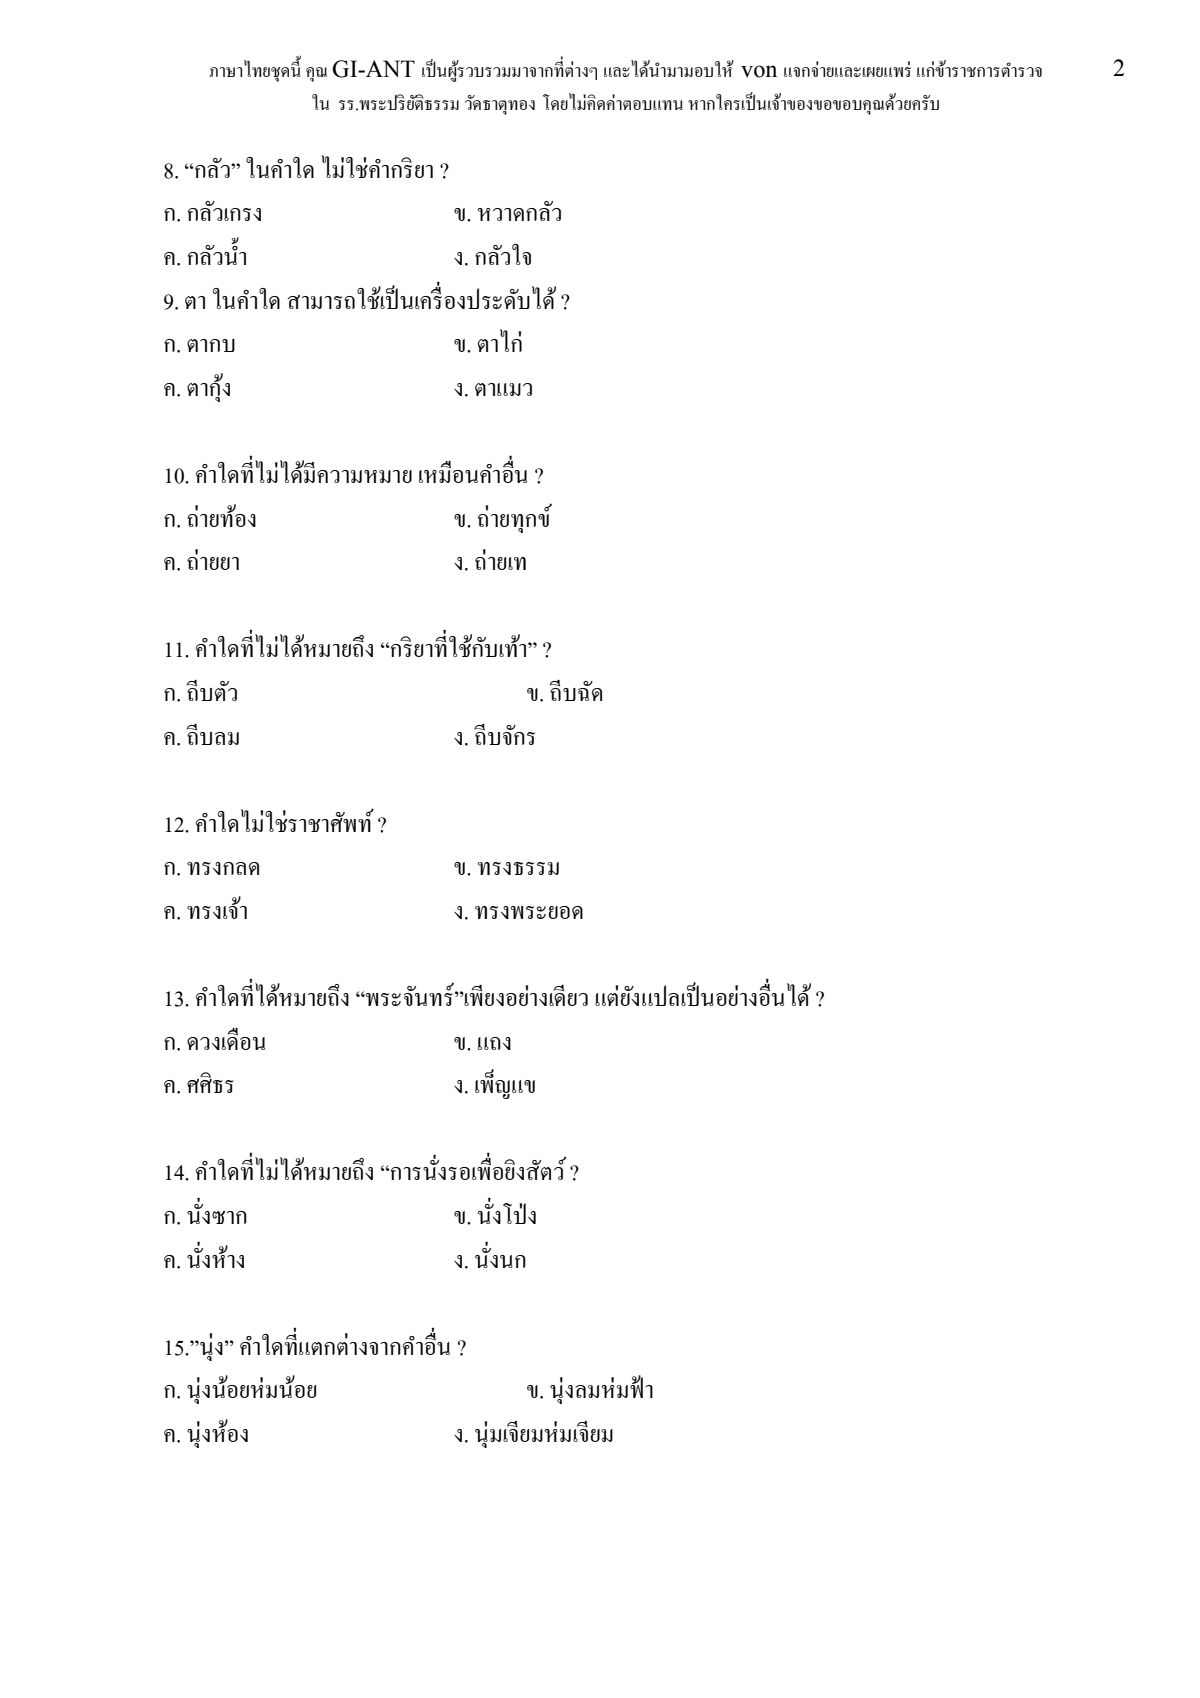 ภาษาไทยชุดนี้ คุณ GI-ANT เป็นผู้รวบรวมมาจากที่ต่างๆ และได้นำมามอบให้ von แจกจ่ายและเผยแพร่ แก่ข้าราชการตำรวจ 2
ใน รร.พระปริยัติธรรม วัดธาตุทอง โดยไม่คิดค่าตอบแทน หากใครเป็นเจ้าของขอขอบคุณด้วยครับ
8. “กลัว” ในคำใด ไม่ใช่คำกริยา ?
ก. กลัวเกรง ข. หวาดกลัว
ค. กลัวน้ำ ง. กลัวใจ
9. ตา ในคำใด สามารถใช้เป็นเครื่องประดับได้ ?
ก. ตากบ ข. ตาไก่
ค. ตากุ้ง ง. ตาแมว
10. คำใดที่ไม่ได้มีความหมาย เหมือนคำอื่น ?
ก. ถ่ายท้อง ข. ถ่ายทุกข์
ค. ถ่ายยา ง. ถ่ายเท
11. คำใดที่ไม่ได้หมายถึง “กริยาที่ใช้กับเท้า” ?
ก. ถีบตัว ข. ถีบฉัด
ค. ถีบลม ง. ถีบจักร
12. คำใดไม่ใช่ราชาศัพท์ ?
ก. ทรงกลด ข. ทรงธรรม
ค. ทรงเจ้า ง. ทรงพระยอด
13. คำใดที่ได้หมายถึง “พระจันทร์”เพียงอย่างเดียว แต่ยังแปลเป็นอย่างอื่นได้ ?
ก. ดวงเดือน ข. แถง
ค. ศศิธร ง. เพ็ญแข
14. คำใดที่ไม่ได้หมายถึง “การนั่งรอเพื่อยิงสัตว์ ?
ก. นั่งซาก ข. นั่งโป่ง
ค. นั่งห้าง ง. นั่งนก
15.”นุ่ง” คำใดที่แตกต่างจากคำอื่น ?
ก. นุ่งน้อยห่มน้อย ข. นุ่งลมห่มฟ้า
ค. นุ่งห้อง ง. นุ่มเจียมห่มเจียม